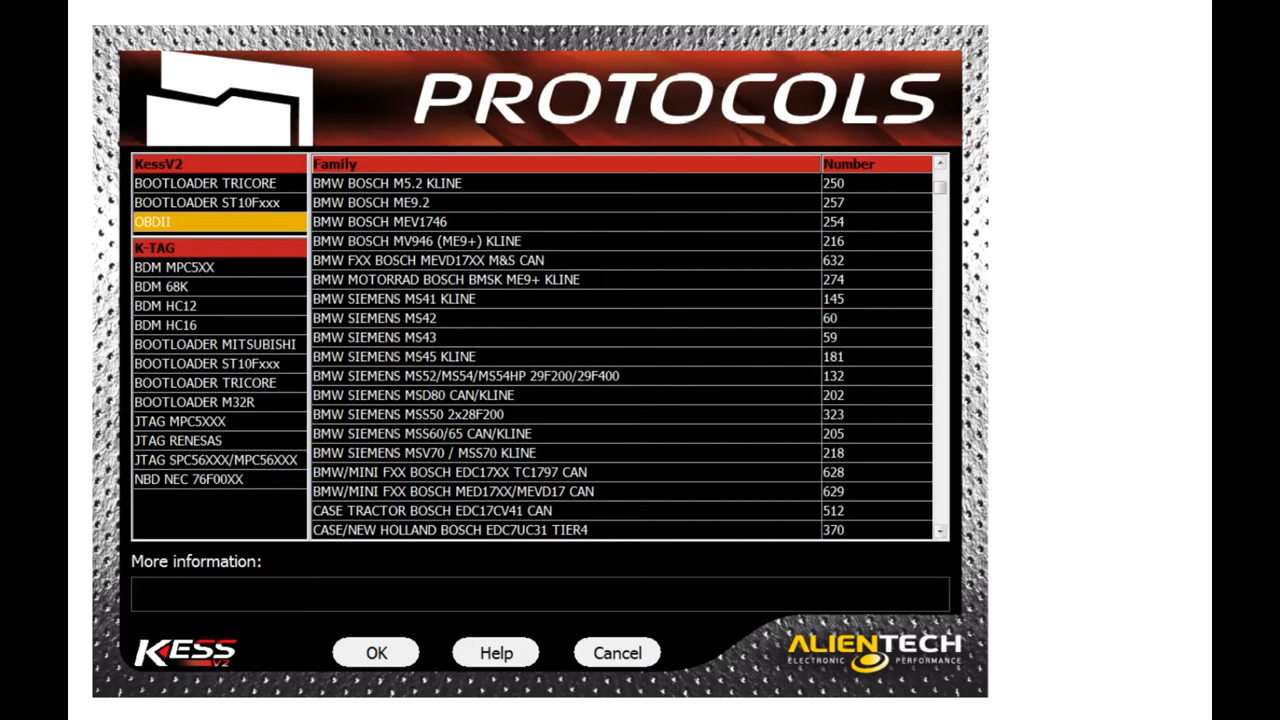 PROTOCOLS
KessV2
BOOTLOADER TRICORE
BOOTLOADER ST10Fxxx
OBDII
K-TAG
BDM MPC5XX
BDM 68K
BDM HC12
BDM HC16
BOOTLOADER MITSUBISHI
BOOTLOADER ST10Fxxx
BOOTLOADER TRICORE
BOOTLOADER M32R
JTAG MPC5XXX
JTAG RENESAS
JTAG SPC56XXX/MPC56XXX
NBD NEC 76F00XX
Family Number
BMW BOSCH M5.2 KLINE 250
BMW BOSCH ME9.2 257
BMW BOSCH MEV1746 254
BMW BOSCH MV946 (ME9+) KLINE 216
BMW FXX BOSCH MEVD17XX M&S CAN 632
BMW MOTORRAD BOSCH BMSK ME9+ KLINE 274
BMW SIEMENS MS41 KLINE 145
BMW SIEMENS MS42 60
BMW SIEMENS MS43 59
BMW SIEMENS MS45 KLINE 181
BMW SIEMENS MS52/MS54/MS54HP 29F200/29F400 132
BMW SIEMENS MSD80 CAN/KLINE 202
BMW SIEMENS MSS50 2x28F200 323
BMW SIEMENS MSS60/65 CAN/KLINE 205
BMW SIEMENS MSV70 / MSS70 KLINE 218
BMW/MINI FXX BOSCH EDC17XX TC1797 CAN 628
BMW/MINI FXX BOSCH MED17XX/MEVD17 CAN 629
CASE TRACTOR BOSCH EDC17CV41 CAN 512
CASE/NEW HOLLAND BOSCH EDC7UC31 TIER4 370
More information:
KESS V2
OK Help Cancel
ALIENTECH
ELECTRONIC PERFORMANCE